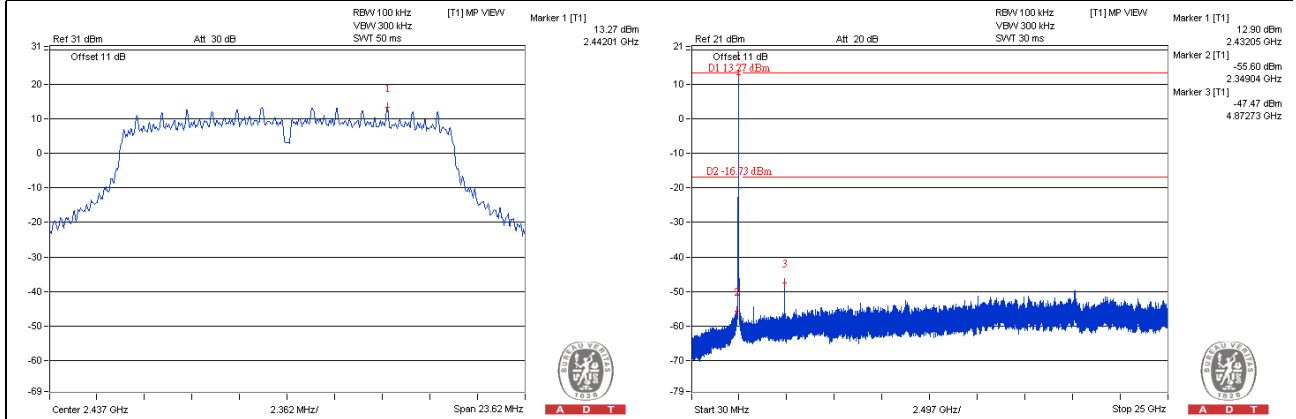 RBW 100 kHz [T1] MP VIEW
VBW 300 kHz
Ref 31 dBm Att 30 dB SWT 50 ms
Marker 1 [T1]
13.27 dBm
2.44201 GHz
Offset 11 dB
1
31
20
10
0
-10
-20
-30
-40
-50
-60
-69
Center 2.437 GHz 2.362 MHz/ Span 23.62 MHz
BUREAU VERITAS
1828
A D T
RBW 100 kHz [T1] MP VIEW
VBW 300 kHz
Ref 21 dBm Att 20 dB SWT 30 ms
Marker 1 [T1]
12.90 dBm
2.43205 GHz
Marker 2 [T1]
-55.60 dBm
2.34904 GHz
Marker 3 [T1]
-47.47 dBm
4.87273 GHz
Offset 11 dB
D1 13.27 dBm
D2 -16.73 dBm
2
3
21
10
0
-10
-20
-30
-40
-50
-60
-70
-79
Start 30 MHz 2.497 GHz/ Stop 25 GHz
BUREAU VERITAS
1828
A D T